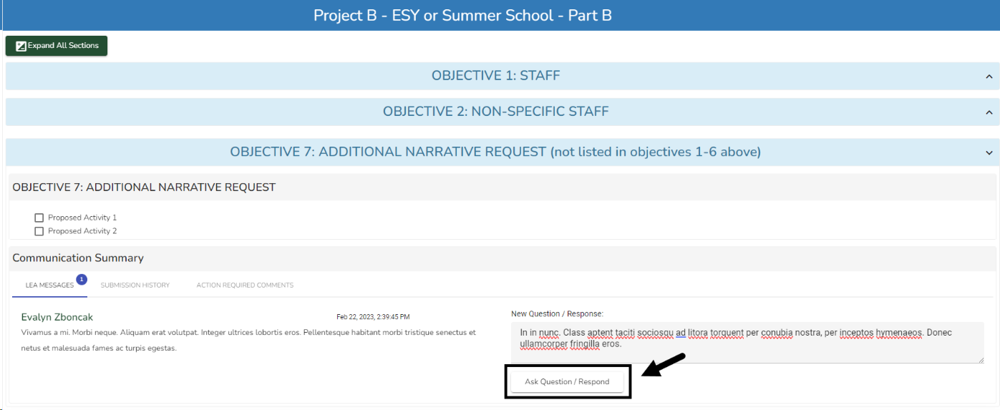 Project B - ESY or Summer School - Part B
Expand All Sections
OBJECTIVE 1: STAFF
OBJECTIVE 2: NON-SPECIFIC STAFF
OBJECTIVE 7: ADDITIONAL NARRATIVE REQUEST (not listed in objectives 1-6 above)
OBJECTIVE 7: ADDITIONAL NARRATIVE REQUEST
Proposed Activity 1
Proposed Activity 2
Communication Summary
LEA MESSAGES 1 SUBMISSION HISTORY ACTION REQUIRED COMMENTS
Evalyn Zboncak Feb 22, 2023, 2:39:45 PM
Vivamus a mi. Morbi neque. Aliquam erat volutpat. Integer ultrices lobortis eros. Pellentesque habitant morbi tristique senectus et
netus et malesuada fames ac turpis egestas.
New Question / Response:
In in nunc. Class aptent taciti sociosqu ad litora torquent per conubia nostra, per inceptos hymenaeos. Donec
ullamcorper fringilla eros.
Ask Question / Respond